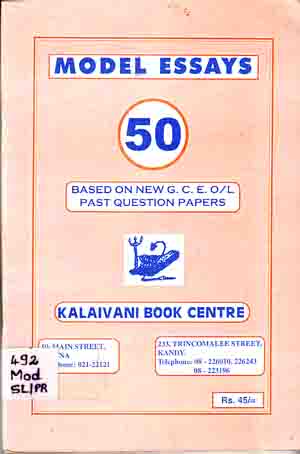 MODEL ESSAYS
50
BASED ON NEW G. C. E. O/L
PAST QUESTION PAPERS
KALAIVANI BOOK CENTRE
MAIN STREET,
021-22121
233, TRINCOMALEE STREET,
KANDY.
08 - 226010, 226243
08 - 223196
492
Mod
SL/PR
Rs. 45/=